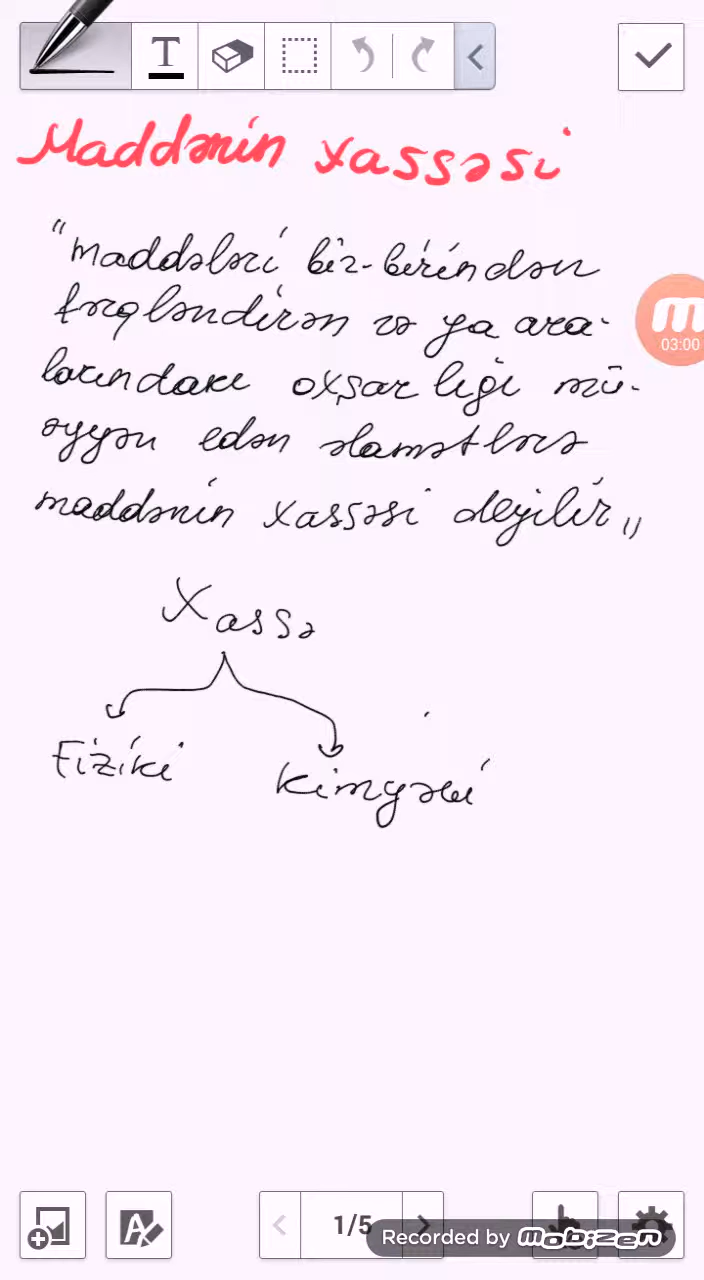 T
Maddənin xassəsi
"maddələri bir-birindən
fərqləndirən və ya ara-
03:00
larındakı oxşarlığı mü-
əyyən edən əlamətlərə
maddənin xassəsi deyilir"
Xassə
Fiziki
Kimyəvi
A
1/5
Recorded by mobizen